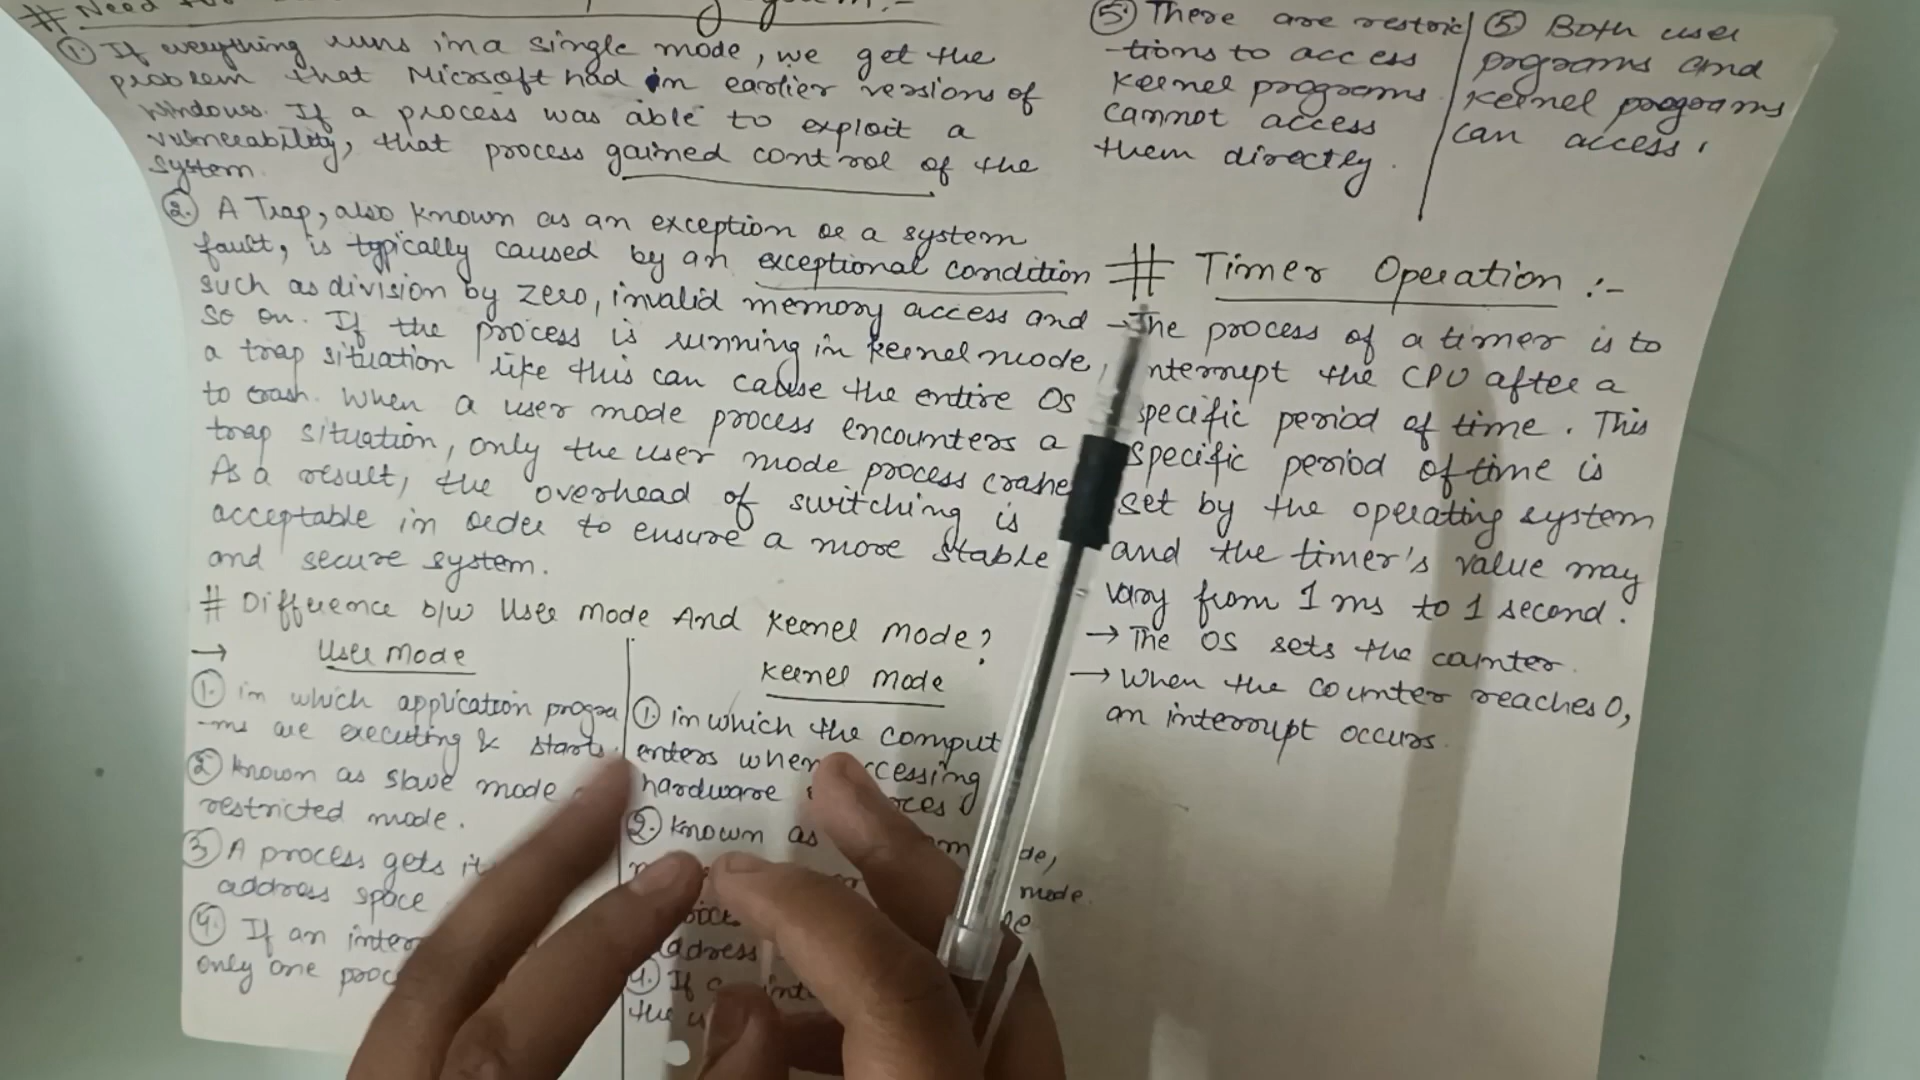 # Need
① If everything runs in a single mode, we get the
problem that Microsoft had in earlier versions of
Windows. If a process was able to exploit a
vulnerability, that process gained control of the
system.
②. A Trap, also known as an exception or a system
fault, is typically caused by an exceptional condition
such as division by zero, invalid memory access and
so on. If the process is running in kernel mode,
a trap situation like this can cause the entire OS
to crash. When a user mode process encounters a
trap situation, only the user mode process crashe
As a result, the overhead of switching is
acceptable in order to ensure a more stable
and secure system.
# Difference b/w User Mode And Kernel Mode?
→ User Mode
① in which application progra
-ms are executing & starts
② Known as slave mode
restricted mode.
③ A process gets it
address space
④. If an inter
only one proc
Kernel Mode
① in which the comput
enters when ccessing
hardware
②. Known as de,
mode.
adress
④. If
the
⑤ There are restric
-tions to access
kernel programs
cannot access
them directly.
⑤ Both user
programs and
kernel programs
can access.
# Timer Operation :-
→ The process of a timer is to
nterrupt the CPU after a
specific period of time. This
specific period of time is
set by the operating system
and the timer's value may
vary from 1 ms to 1 second.
→ The OS sets the counter.
→ When the counter reaches 0,
an interrupt occurs.